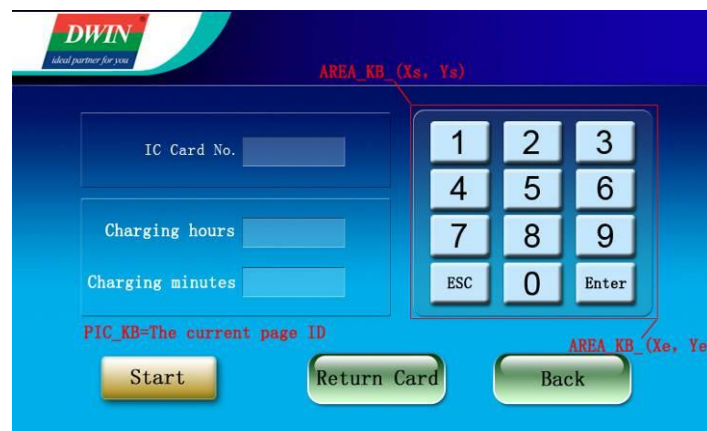 DWIN
ideal partner for you
AREA_KB_(Xs, Ys)
IC Card No.
1 2 3
4 5 6
Charging hours
7 8 9
Charging minutes
ESC 0 Enter
PIC_KB=The current page ID
AREA_KB_(Xe, Ye
Start
Return Card
Back